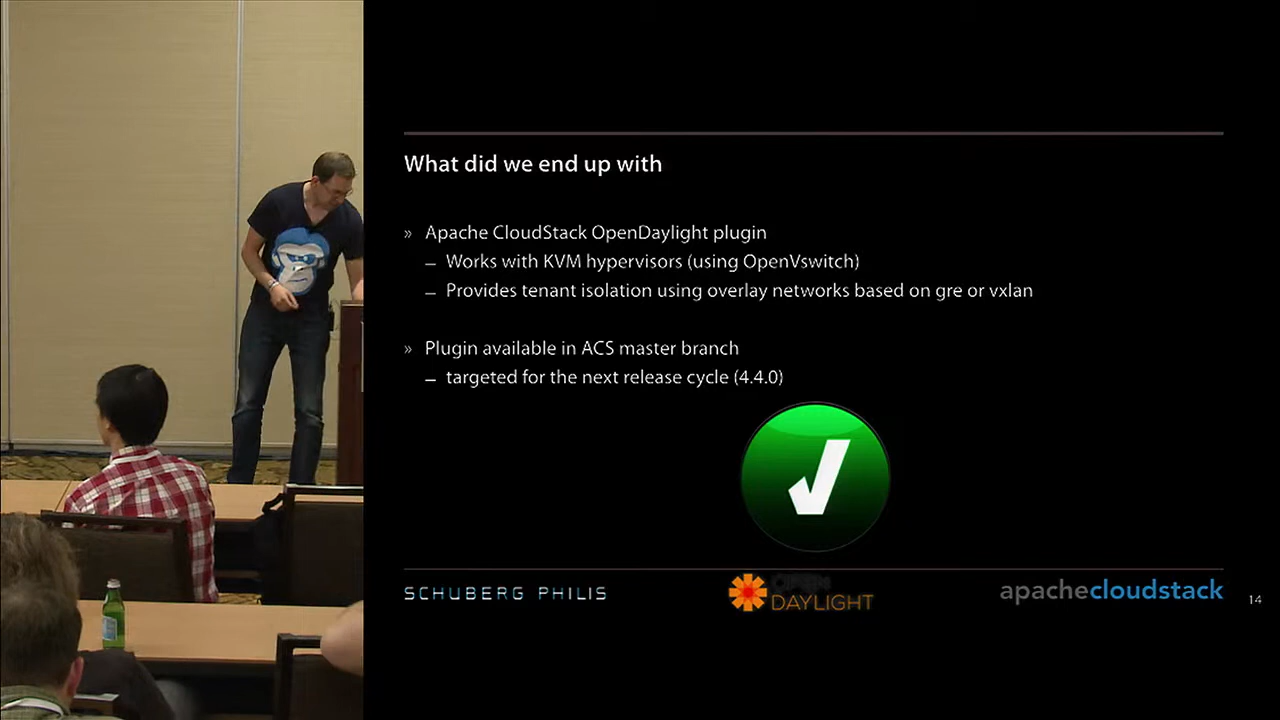 What did we end up with
» Apache CloudStack OpenDaylight plugin
– Works with KVM hypervisors (using OpenVswitch)
– Provides tenant isolation using overlay networks based on gre or vxlan
» Plugin available in ACS master branch
– targeted for the next release cycle (4.4.0)
SCHUBERG PHILIS
OPEN
DAYLIGHT
apachecloudstack
14